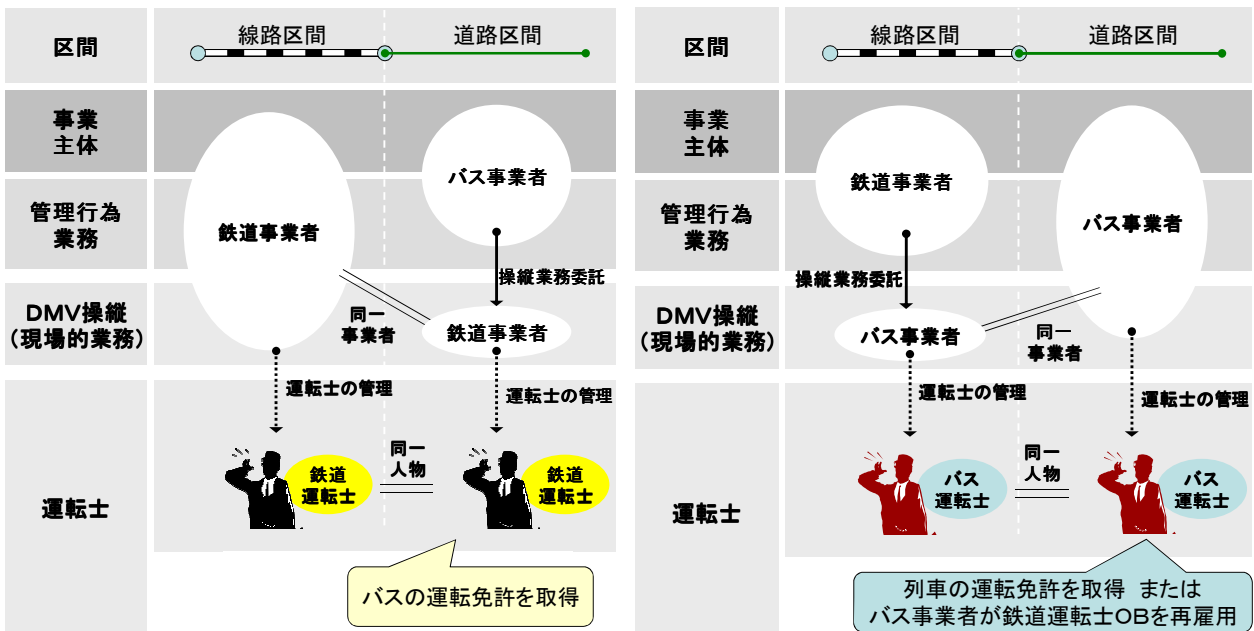 区間
線路区間
道路区間
事業
主体
管理行為
業務
バス事業者
鉄道事業者
操縦業務委託
DMV操縦
(現場的業務)
同一
事業者
鉄道事業者
運転士の管理
運転士の管理
運転士
鉄道
運転士
同一
人物
鉄道
運転士
バスの運転免許を取得
区間
線路区間
道路区間
事業
主体
管理行為
業務
鉄道事業者
バス事業者
操縦業務委託
DMV操縦
(現場的業務)
バス事業者
同一
事業者
運転士の管理
運転士の管理
運転士
バス
運転士
同一
人物
バス
運転士
列車の運転免許を取得 または
バス事業者が鉄道運転士OBを再雇用